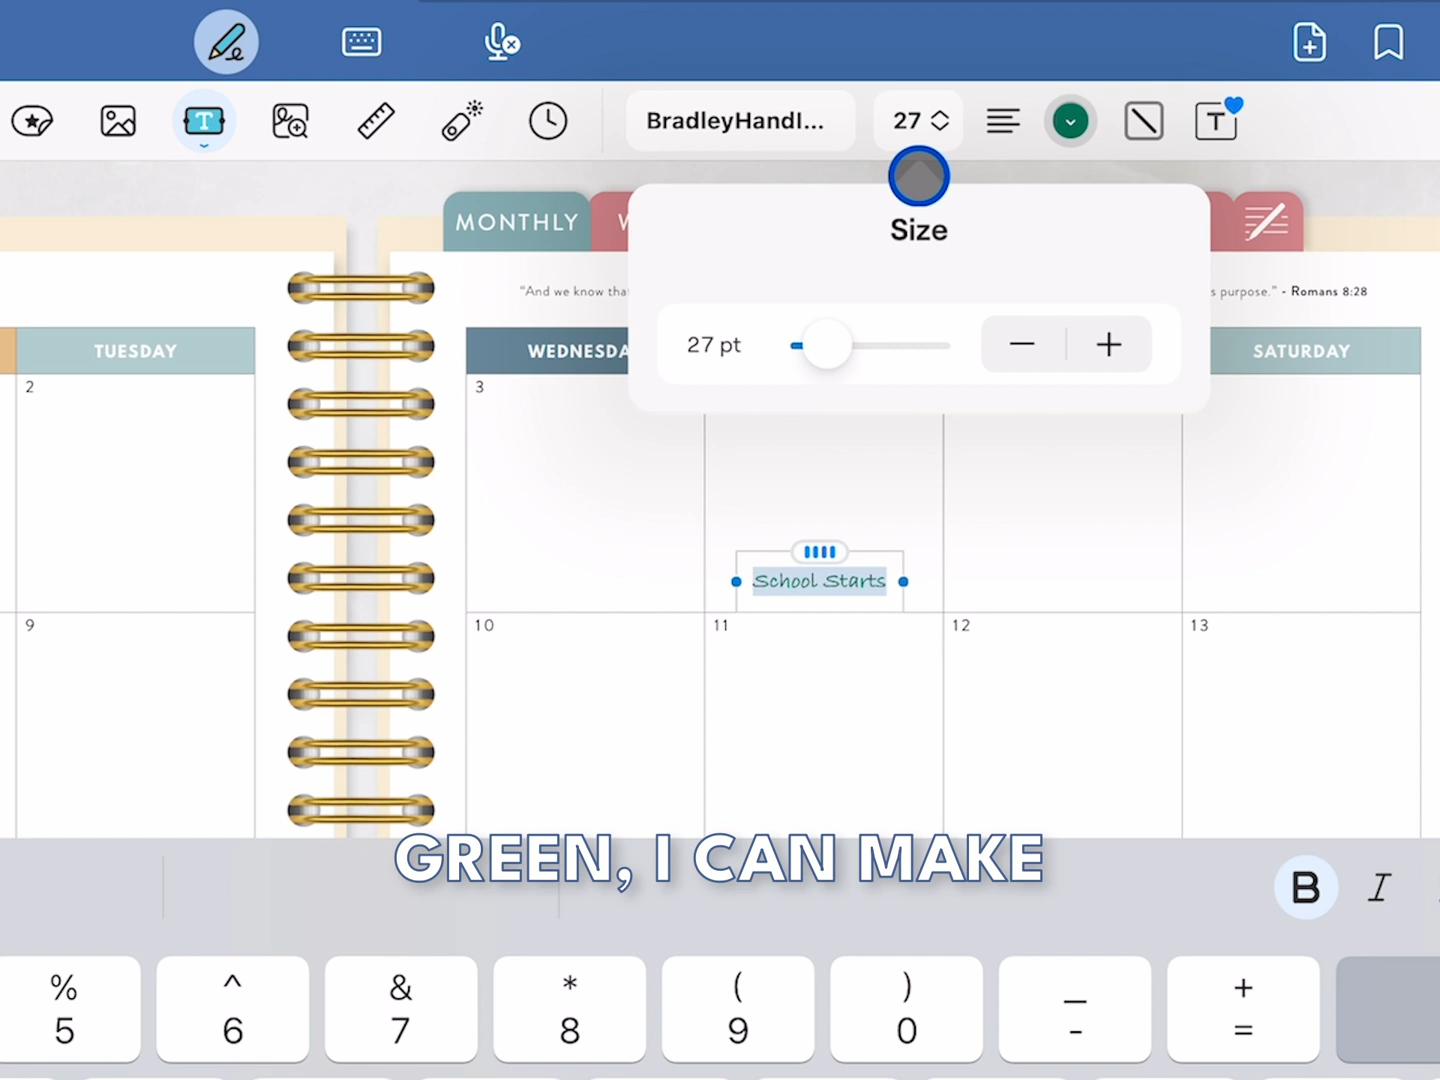 T
BradleyHandl...
27
T
MONTHLY
W
Size
"And we know that
s purpose." - Romans 8:28
27 pt
TUESDAY
WEDNESDA
SATURDAY
2
3
School Starts
9
10
11
12
13
GREEN, I CAN MAKE
B I
% ^ & * ( ) _ +
5 6 7 8 9 0 - =